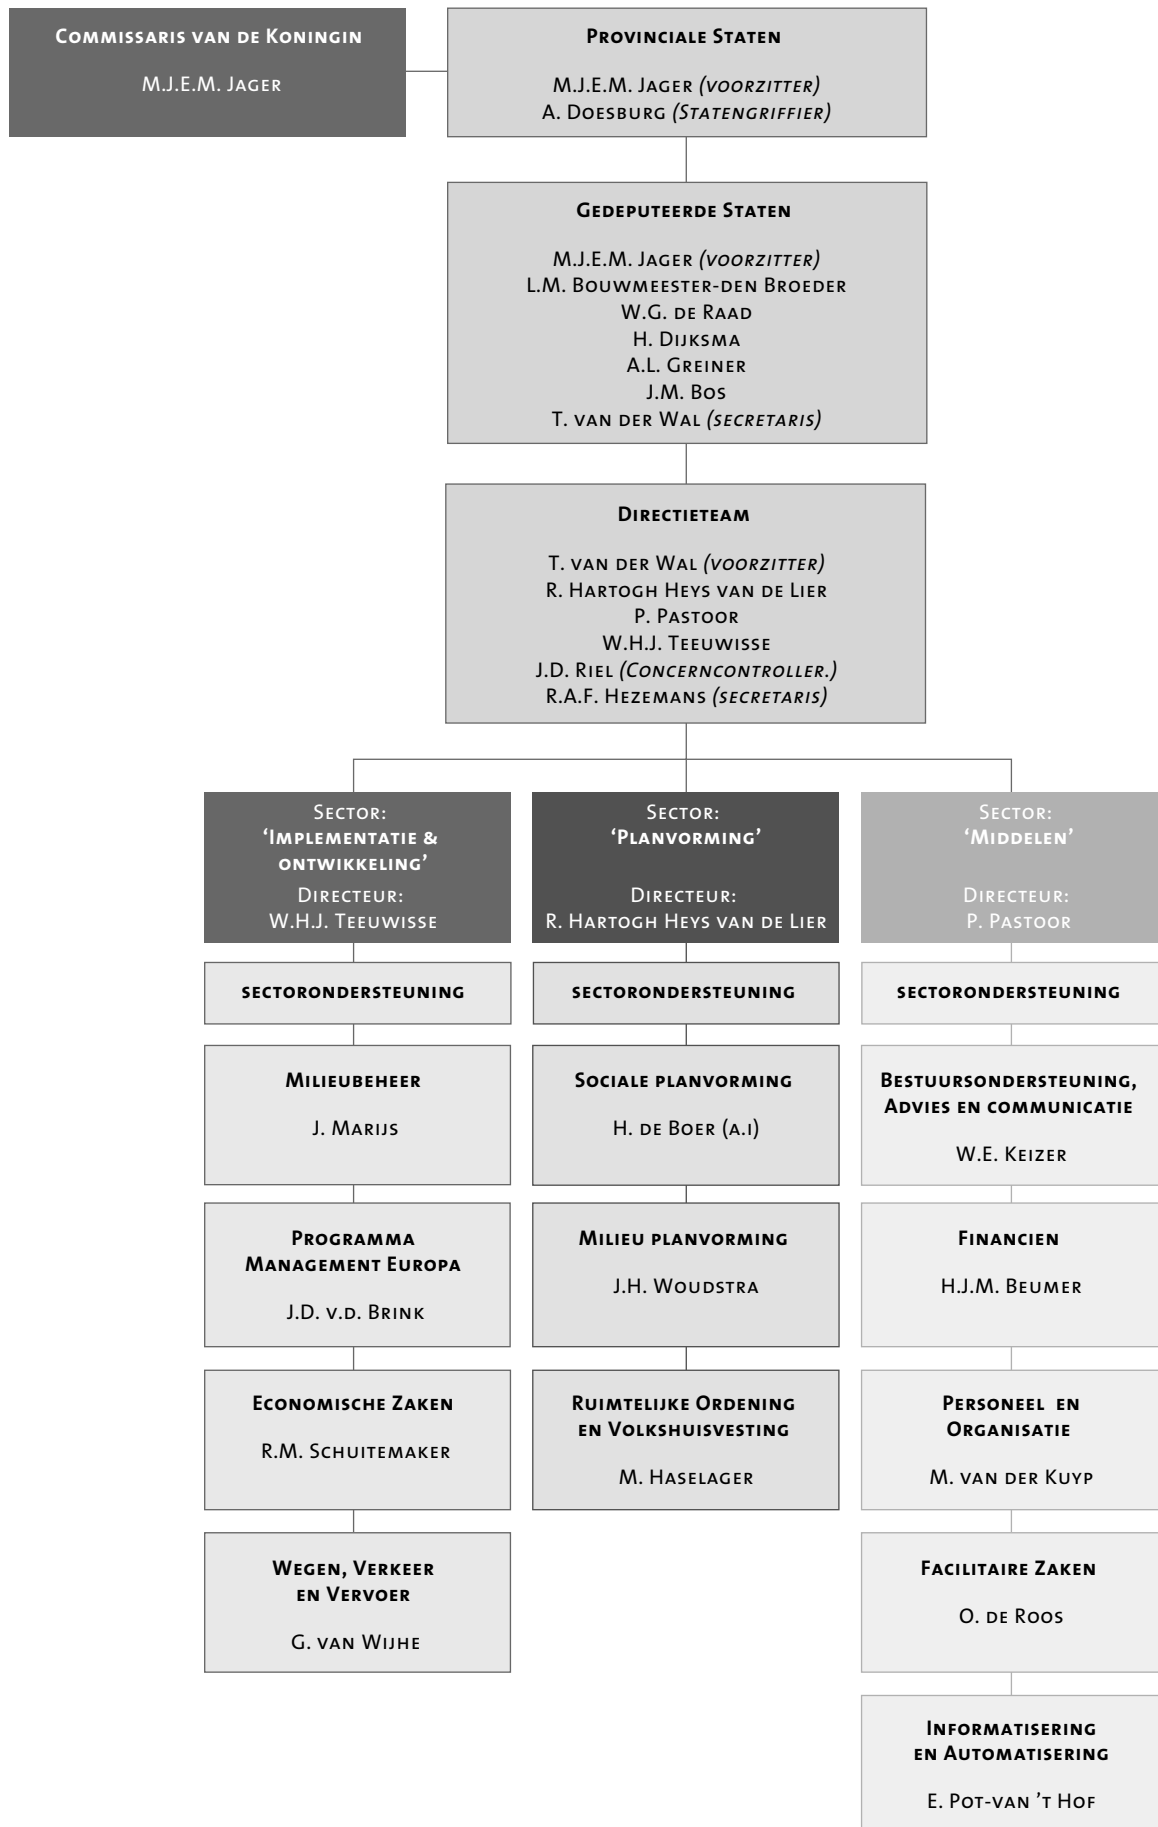 Commissaris van de Koningin
M.J.E.M. Jager
Provinciale Staten
M.J.E.M. Jager (voorzitter)
A. Doesburg (Statengriffier)
Gedeputeerde Staten
M.J.E.M. Jager (voorzitter)
L.M. Bouwmeester-den Broeder
W.G. de Raad
H. Dijksma
A.L. Greiner
J.M. Bos
T. van der Wal (secretaris)
Directieteam
T. van der Wal (voorzitter)
R. Hartogh Heys van de Lier
P. Pastoor
W.H.J. Teeuwisse
J.D. Riel (Concerncontroller.)
R.A.F. Hezemans (secretaris)
Sector:
‘Implementatie &
ontwikkeling’
Directeur:
W.H.J. Teeuwisse
sectorondersteuning
Milieubeheer
J. Marijs
Programma
Management Europa
J.D. v.d. Brink
Economische Zaken
R.M. Schuitemaker
Wegen, Verkeer
en Vervoer
G. van Wijhe
Sector:
‘Planvorming’
Directeur:
R. Hartogh Heys van de Lier
sectorondersteuning
Sociale planvorming
H. de Boer (a.i)
Milieu planvorming
J.H. Woudstra
Ruimtelijke Ordening
en Volkshuisvesting
M. Haselager
Sector:
‘Middelen’
Directeur:
P. Pastoor
sectorondersteuning
Bestuursondersteuning,
Advies en communicatie
W.E. Keizer
Financien
H.J.M. Beumer
Personeel en
Organisatie
M. van der Kuyp
Facilitaire Zaken
O. de Roos
Informatisering
en Automatisering
E. Pot-van ’t Hof